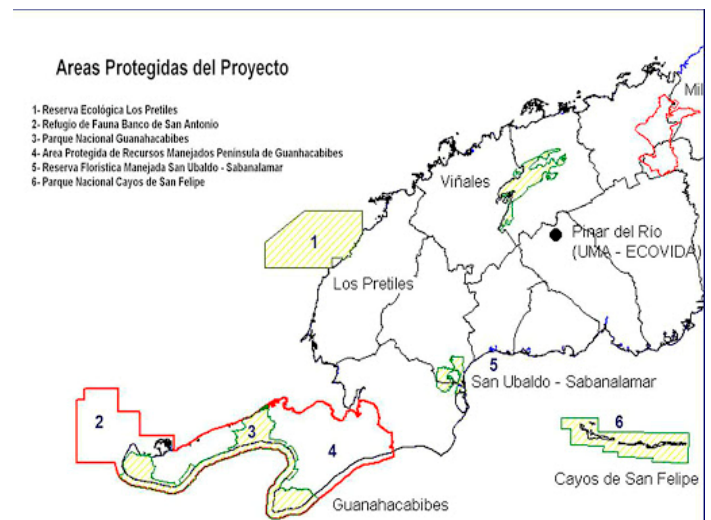 Areas Protegidas del Proyecto
1- Reserva Ecológica Los Pretiles
2- Refugio de Fauna Banco de San Antonio
3- Parque Nacional Guanahacabibes
4- Area Protegida de Recursos Manejados Península de Guanhacabibes
5- Reserva Florística Manejada San Ubaldo - Sabanalamar
6- Parque Nacional Cayos de San Felipe
Mil
Viñales
1
Pinar del Río
(UMA - ECOVIDA)
Los Pretiles
5
San Ubaldo - Sabanalamar
2
3
4
6
Cayos de San Felipe
Guanahacabibes